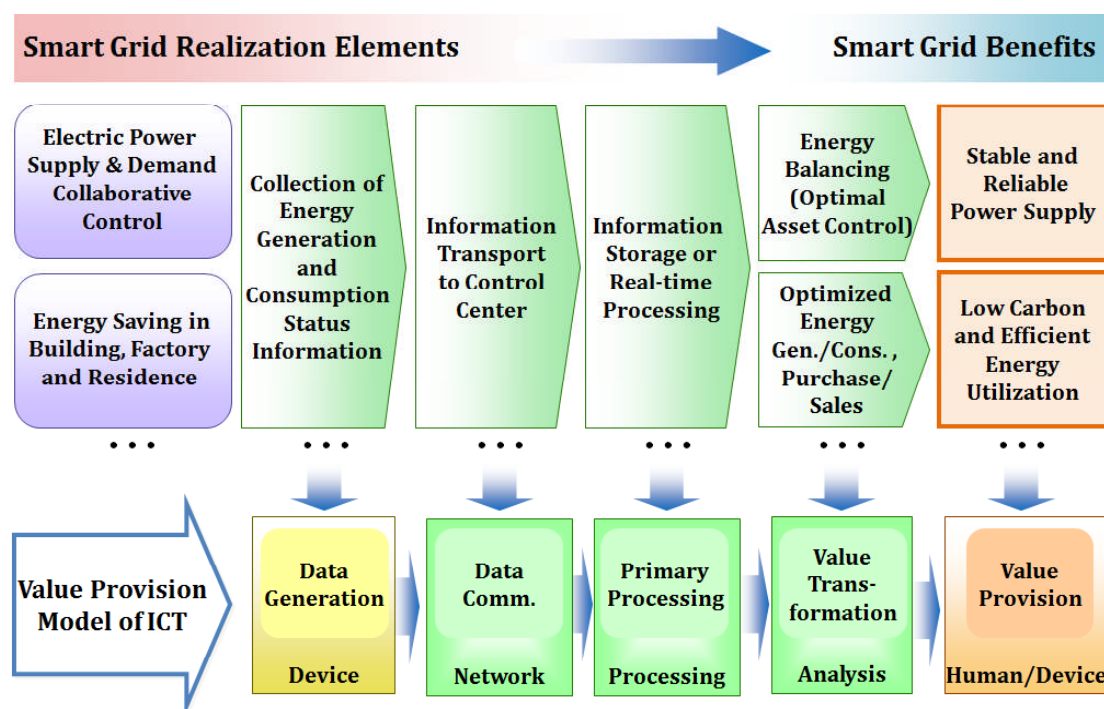 Smart Grid Realization Elements
Smart Grid Benefits
Electric Power
Supply & Demand
Collaborative
Control
Energy Saving in
Building, Factory
and Residence
• • •
Collection of
Energy
Generation
and
Consumption
Status
Information
• • •
Information
Transport
to Control
Center
• • •
Information
Storage or
Real-time
Processing
• • •
Energy
Balancing
(Optimal
Asset Control)
Optimized
Energy
Gen./Cons. ,
Purchase/
Sales
• • •
Stable and
Reliable
Power Supply
Low Carbon
and Efficient
Energy
Utilization
• • •
Value Provision
Model of ICT
Data
Generation
Device
Data
Comm.
Network
Primary
Processing
Processing
Value
Trans-
formation
Analysis
Value
Provision
Human/Device